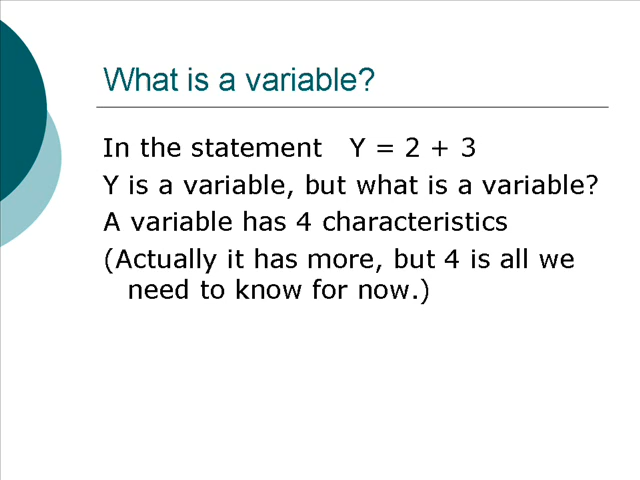 What is a variable?
In the statement   Y = 2 + 3
Y is a variable, but what is a variable?
A variable has 4 characteristics
(Actually it has more, but 4 is all we
need to know for now.)